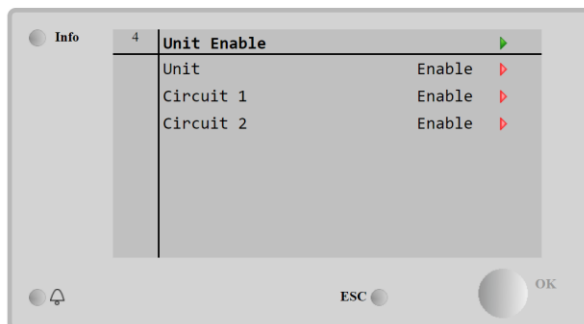 Info
4 Unit Enable
Unit Enable
Circuit 1 Enable
Circuit 2 Enable
ESC
OK